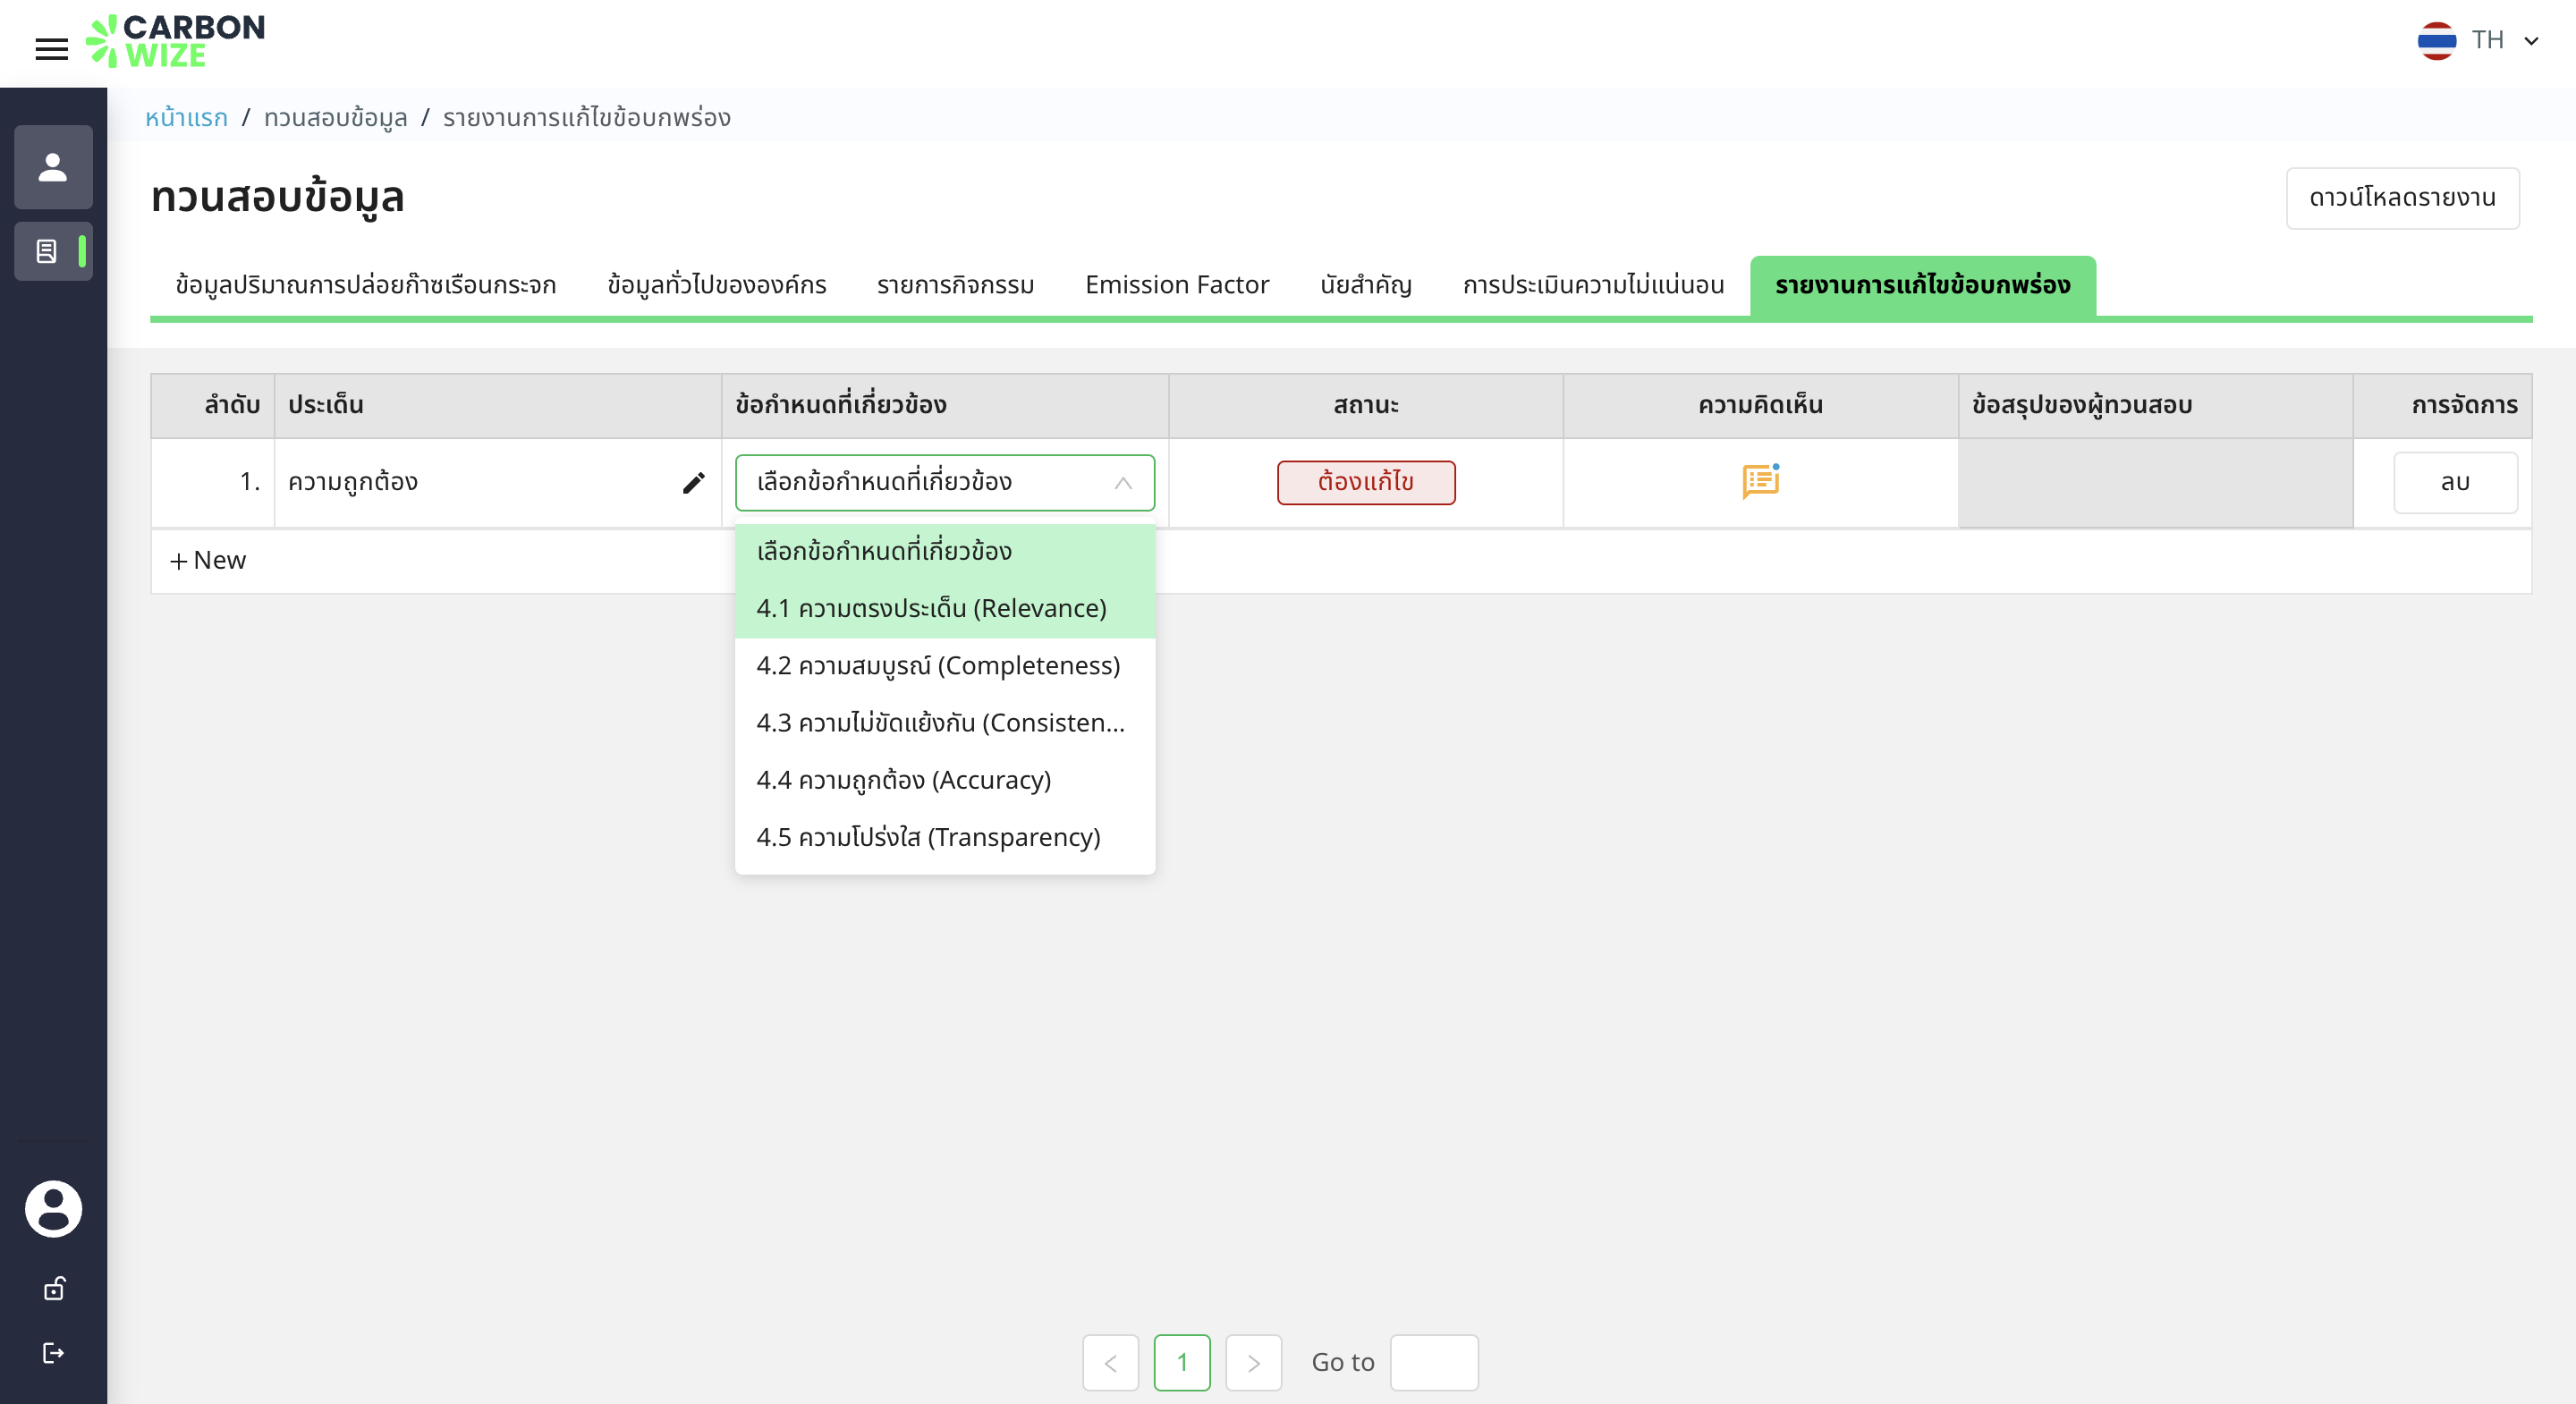 CARBON
WIZE
TH
หน้าแรก / ทวนสอบข้อมูล / รายงานการแก้ไขข้อบกพร่อง
ทวนสอบข้อมูล
ดาวน์โหลดรายงาน
ข้อมูลปริมาณการปล่อยก๊าซเรือนกระจก ข้อมูลทั่วไปขององค์กร รายการกิจกรรม Emission Factor นัยสำคัญ การประเมินความไม่แน่นอน รายงานการแก้ไขข้อบกพร่อง
ลำดับ ประเด็น ข้อกำหนดที่เกี่ยวข้อง สถานะ ความคิดเห็น ข้อสรุปของผู้ทวนสอบ การจัดการ
1. ความถูกต้อง เลือกข้อกำหนดที่เกี่ยวข้อง ต้องแก้ไข ลบ
+ New
เลือกข้อกำหนดที่เกี่ยวข้อง
4.1 ความตรงประเด็น (Relevance)
4.2 ความสมบูรณ์ (Completeness)
4.3 ความไม่ขัดแย้งกัน (Consisten...
4.4 ความถูกต้อง (Accuracy)
4.5 ความโปร่งใส (Transparency)
< 1 > Go to